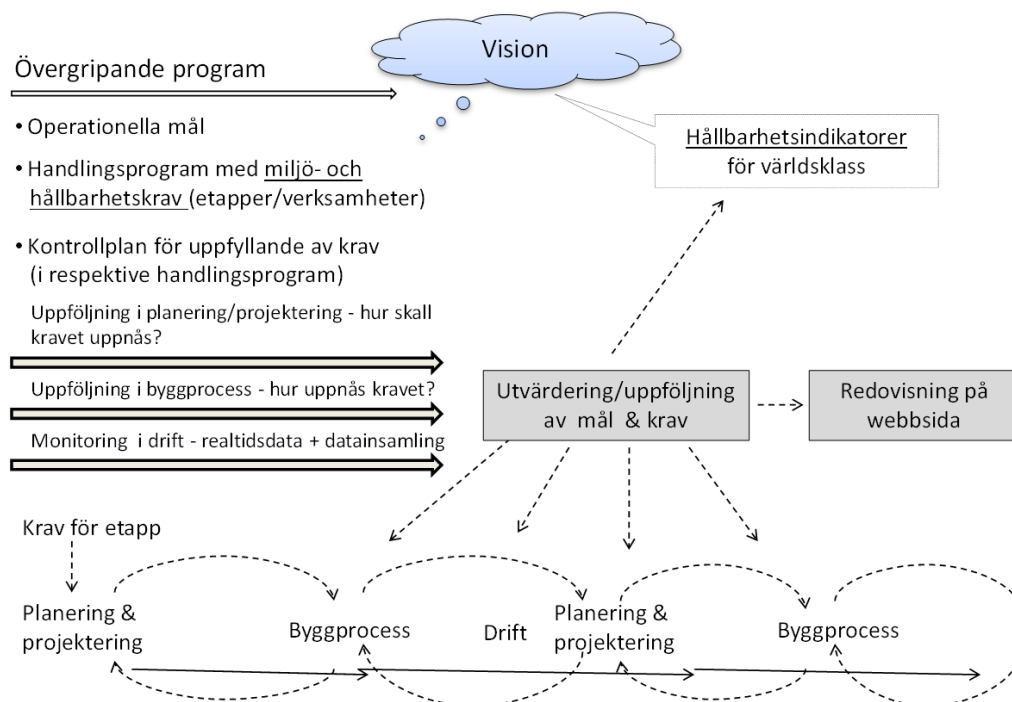 Vision
Övergripande program
• Operationella mål
• Handlingsprogram med miljö- och
hållbarhetskrav (etapper/verksamheter)
• Kontrollplan för uppfyllande av krav
(i respektive handlingsprogram)
Uppföljning i planering/projektering - hur skall
kravet uppnås?
Uppföljning i byggprocess - hur uppnås kravet?
Monitoring i drift - realtidsdata + datainsamling
Hållbarhetsindikatorer
för världsklass
Utvärdering/uppföljning
av mål & krav
Redovisning på
webbsida
Krav för etapp
Planering &
projektering
Byggprocess
Drift
Planering &
projektering
Byggprocess